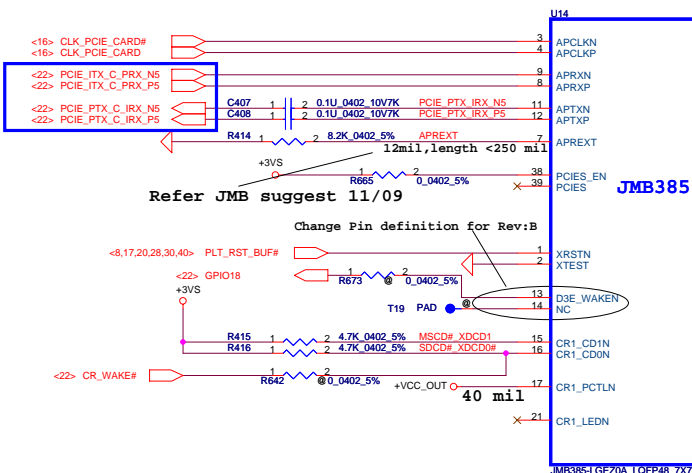 U14
<16> CLK_PCIE_CARD# 3 APCLKN
<16> CLK_PCIE_CARD 4 APCLKP
<22> PCIE_ITX_C_PRX_N5 9 APRXN
<22> PCIE_ITX_C_PRX_P5 8 APRXP
<22> PCIE_PTX_C_IRX_N5 C407 1 2 0.1U_0402_10V7K PCIE_PTX_IRX_N5 11 APTXN
<22> PCIE_PTX_C_IRX_P5 C408 1 2 0.1U_0402_10V7K PCIE_PTX_IRX_P5 12 APTXP
R414 1 2 8.2K_0402_5% APREXT 7 APREXT
12mil,length <250 mil
+3VS
R665 1 2 0_0402_5% 38 PCIES_EN
39 PCIES
JMB385
Refer JMB suggest 11/09
Change Pin definition for Rev:B
<8,17,20,28,30,40> PLT_RST_BUF# 1 XRSTN
2 XTEST
<22> GPIO18 R673 1 2 @ 0_0402_5% 13 D3E_WAKEN
+3VS
T19 PAD @ 14 NC
R415 1 2 4.7K_0402_5% MSCD#_XDCD1 15 CR1_CD1N
R416 1 2 4.7K_0402_5% SDCD#_XDCD0# 16 CR1_CD0N
<22> CR_WAKE# R642 1 2 @ 0_0402_5%
+VCC_OUT 17 CR1_PCTLN
40 mil
21 CR1_LEDN
JMB385-LGEZ0A_LQFP48_7X7